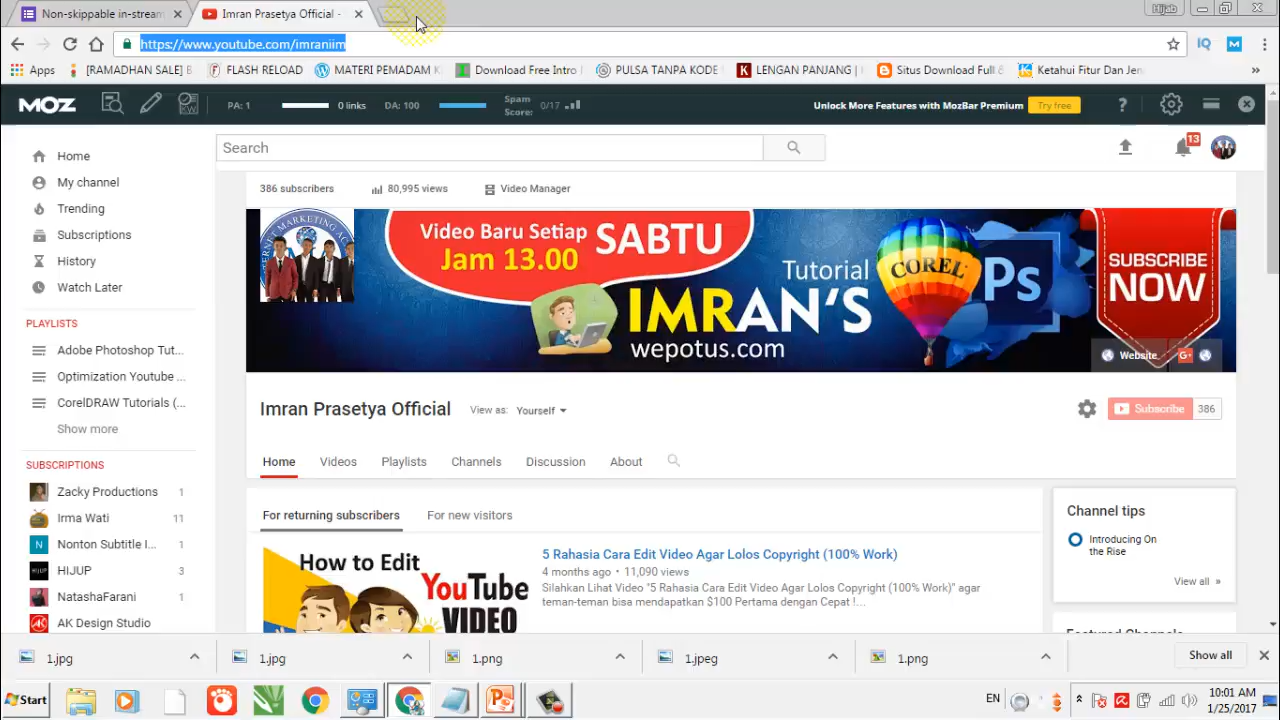 Non-skippable in-stream
Imran Prasetya Official -
Hijab
https://www.youtube.com/imraniim
Apps
[RAMADHAN SALE]
FLASH RELOAD
MATERI PEMADAM
Download Free Intro
PULSA TANPA KODE
LENGAN PANJANG |
Situs Download Full
Ketahui Fitur Dan Jen
MOZ
PA: 1
0 links
DA: 100
Spam Score:
0/17
Unlock More Features with MozBar Premium
Try free
Search
13
Home
My channel
Trending
Subscriptions
History
Watch Later
PLAYLISTS
Adobe Photoshop Tut...
Optimization Youtube ...
CorelDRAW Tutorials (...
Show more
SUBSCRIPTIONS
Zacky Productions 1
Irma Wati 11
Nonton Subtitle I... 1
HIJUP 3
NatashaFarani 1
AK Design Studio
386 subscribers
80,995 views
Video Manager
Video Baru Setiap SABTU
Jam 13.00
Tutorial
IMRAN'S
wepotus.com
COREL
Ps
SUBSCRIBE
NOW
Website
Imran Prasetya Official
View as: Yourself
Subscribe 386
Home Videos Playlists Channels Discussion About
For returning subscribers
For new visitors
How to Edit
YouTube
VIDEO
5 Rahasia Cara Edit Video Agar Lolos Copyright (100% Work)
4 months ago • 11,090 views
Silahkan Lihat Video "5 Rahasia Cara Edit Video Agar Lolos Copyright (100% Work)" agar
teman-teman bisa mendapatkan $100 Pertama dengan Cepat !...
Channel tips
Introducing On
the Rise
View all »
1.jpg
1.jpg
1.png
1.jpeg
1.png
Show all
Start
EN
10:01 AM
1/25/2017